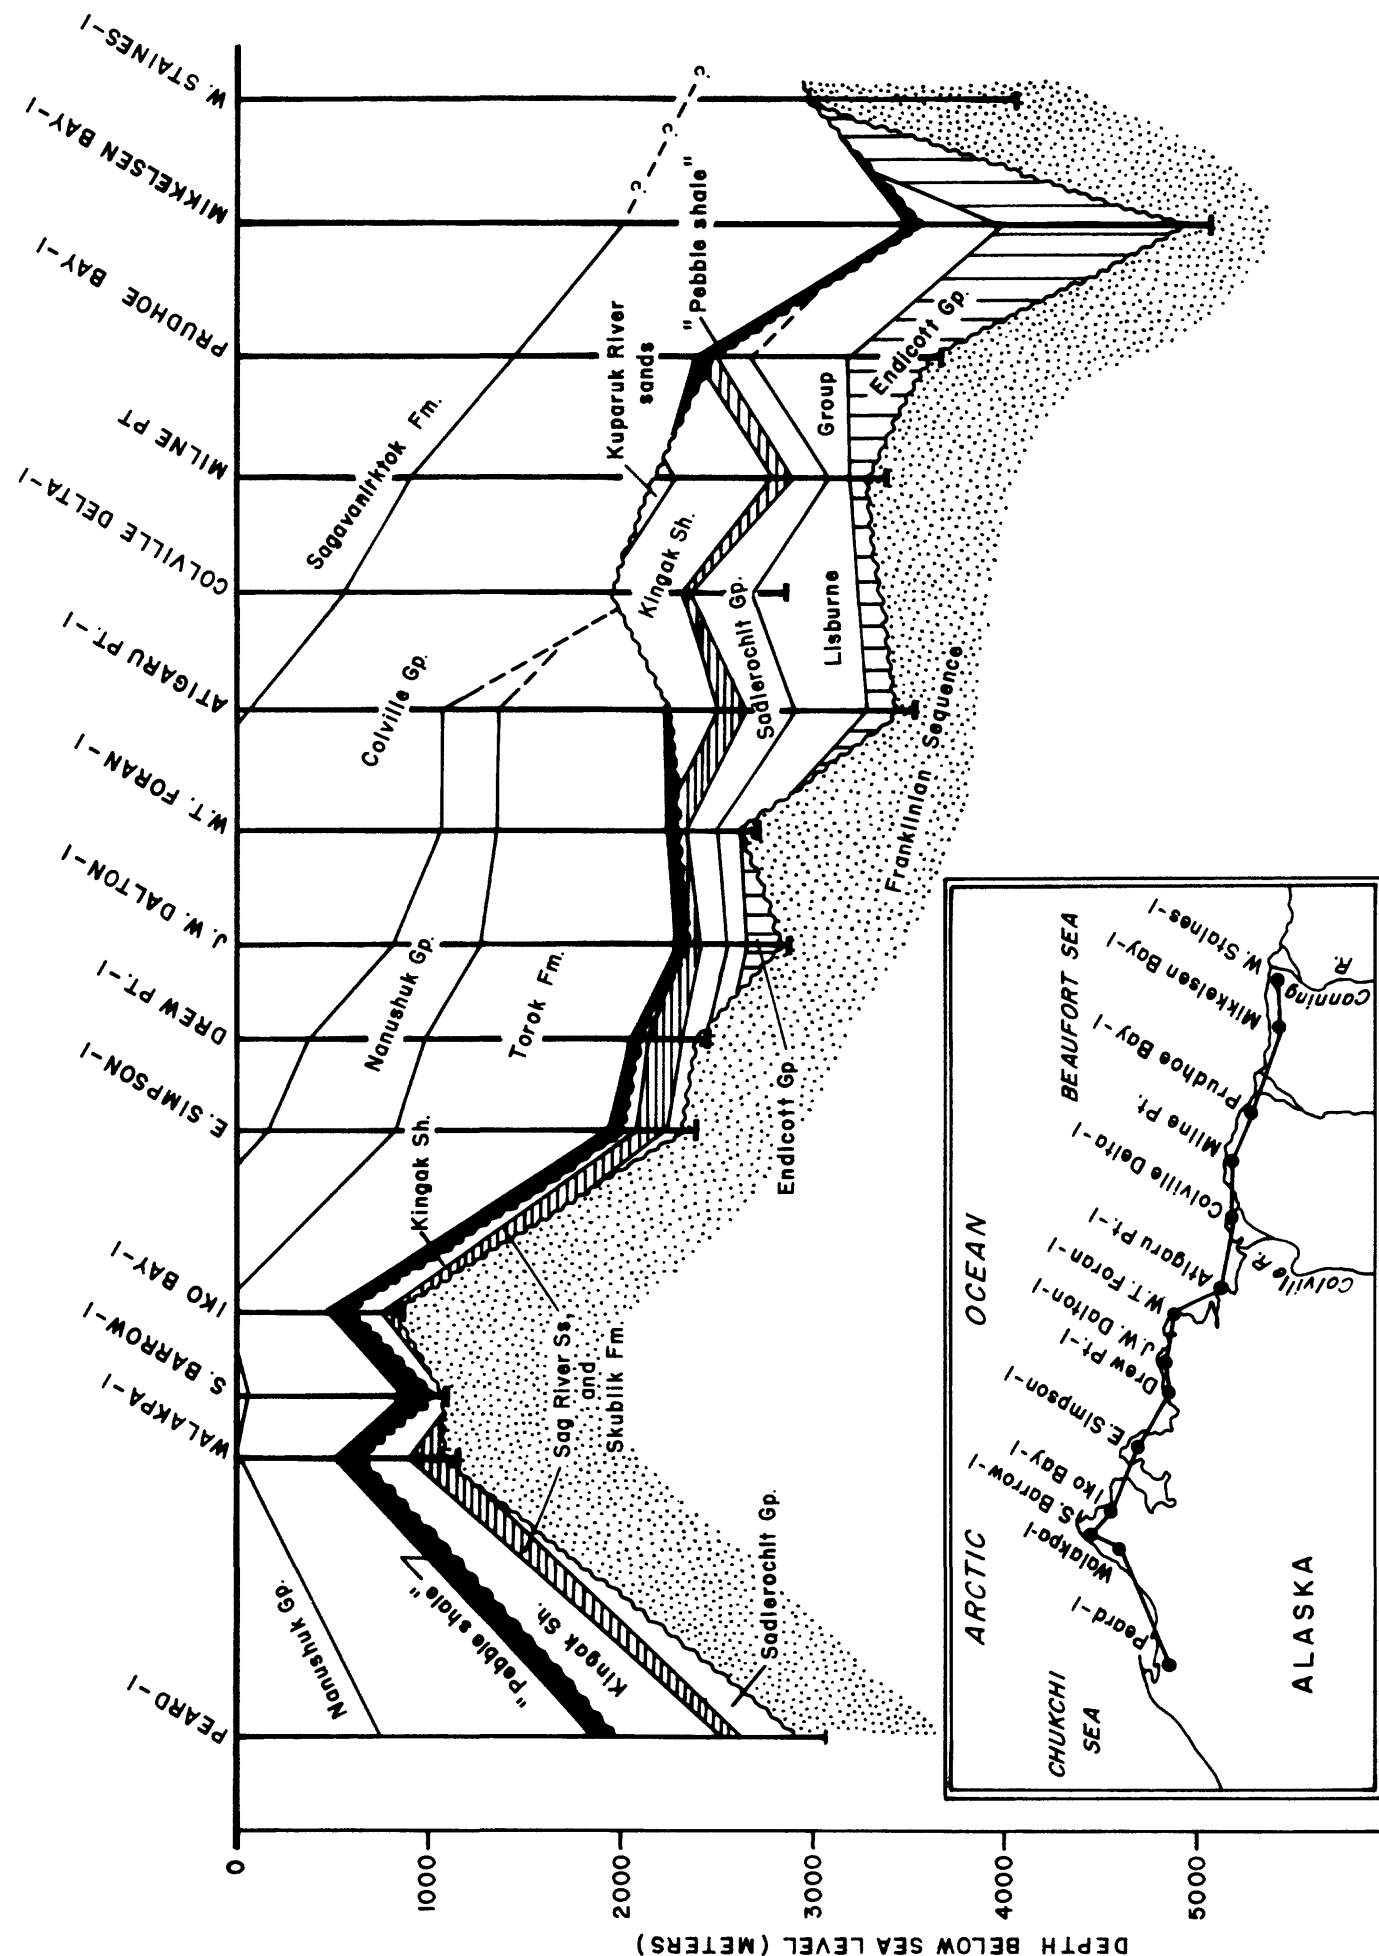 PEARD-1
WALAKPA-1
S. BARROW-1
IKO BAY-1
E. SIMPSON-1
DREW PT.-1
J. W. DALTON-1
W.T. FORAN-1
ATIGARU PT.-1
COLVILLE DELTA-1
MILNE PT
PRUDHOE BAY-1
MIKKELSEN BAY-1
W. STAINES-1
DEPTH BELOW SEA LEVEL (METERS)
0
1000
2000
3000
4000
5000
Nanushuk Gp.
"Pebble shale"
Kingak Sh.
Sadlerochit Gp.
Sag River Ss,
and
Skublik Fm
Kingak Sh.
Nanushuk Gp.
Torok Fm.
Endicott Gp
Colville Gp.
Sagavanirktok Fm.
Kuparuk River
sands
"Pebble shale"
Kingak Sh.
Sadlerochit Gp.
Lisburne
Group
Endicott Gp.
Franklinian Sequence
?
?
?
CHUKCHI
SEA
ARCTIC
OCEAN
BEAUFORT SEA
ALASKA
Peard-1
Walakpa-1
S. Barrow-1
Iko Bay-1
E. Simpson-1
Drew Pt.-1
J.W. Dalton-1
W.T. Foran-1
Atigaru Pt.-1
Colville Delta-1
Milne Pt.
Prudhoe Bay-1
Mikkelsen Bay-1
W. Staines-1
Colville R.
Canning
R.